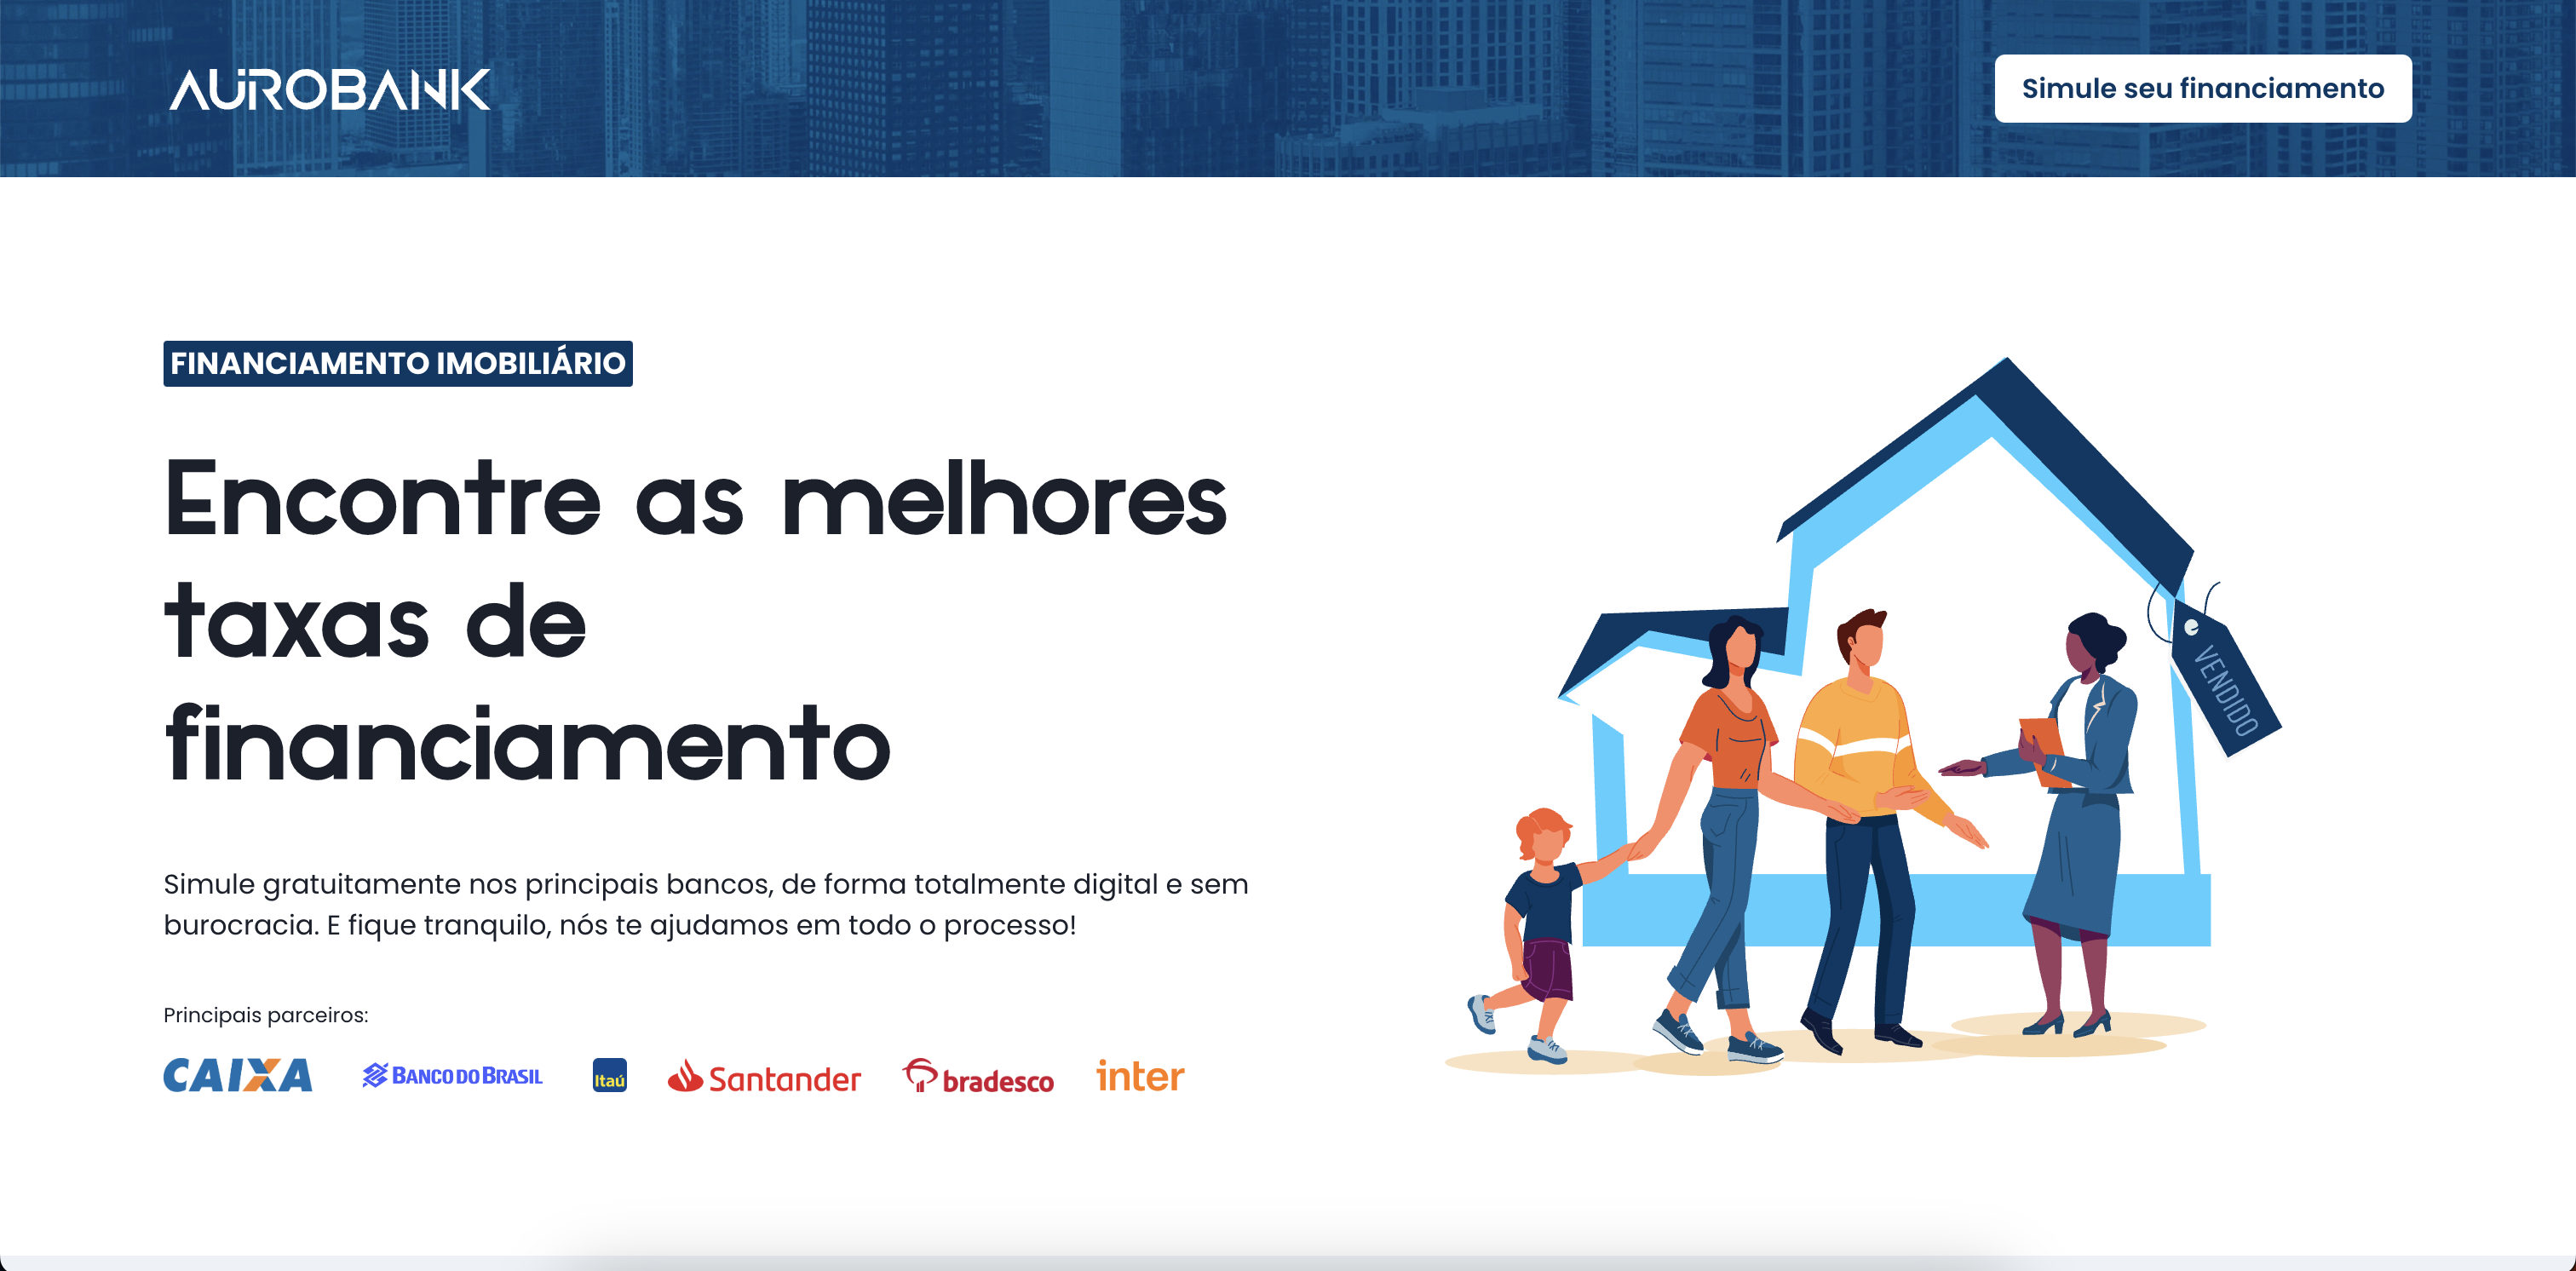 AUROBANK
Simule seu financiamento
FINANCIAMENTO IMOBILIÁRIO
Encontre as melhores
taxas de
financiamento
Simule gratuitamente nos principais bancos, de forma totalmente digital e sem
burocracia. E fique tranquilo, nós te ajudamos em todo o processo!
VENDIDO
Principais parceiros:
CAIXA BANCO DO BRASIL Itaú Santander bradesco inter